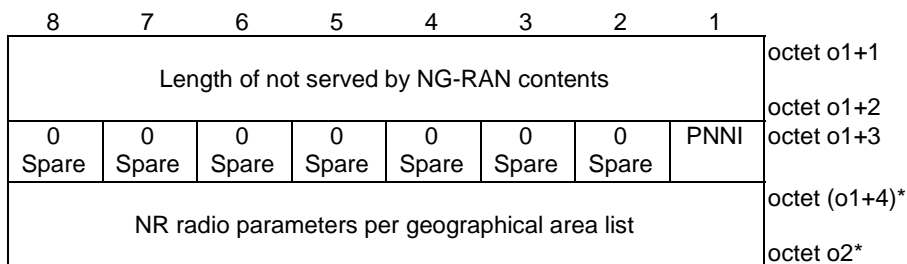 8 7 6 5 4 3 2 1
Length of not served by NG-RAN contents
octet o1+1
octet o1+2
0 0 0 0 0 0 0 PNNI octet o1+3
Spare Spare Spare Spare Spare Spare Spare
NR radio parameters per geographical area list
octet (o1+4)*
octet o2*